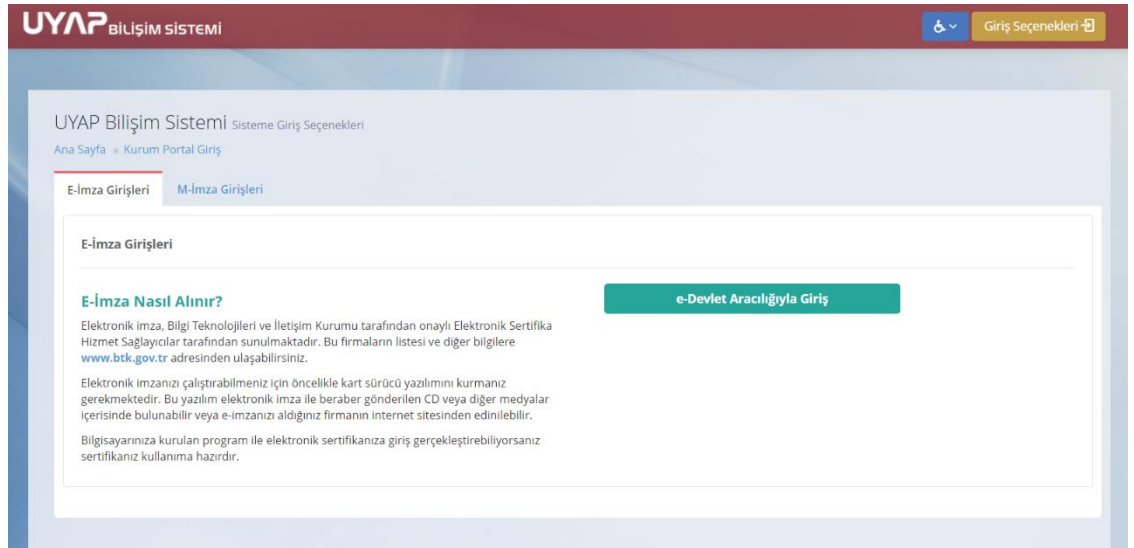 UYAP BİLİŞİM SİSTEMİ
Giriş Seçenekleri
UYAP Bilişim Sistemi Sisteme Giriş Seçenekleri
Ana Sayfa Kurum Portal Giriş
E-İmza Girişleri M-İmza Girişleri
E-İmza Girişleri
E-İmza Nasıl Alınır?
Elektronik imza, Bilgi Teknolojileri ve İletişim Kurumu tarafından onaylı Elektronik Sertifika
Hizmet Sağlayıcılar tarafından sunulmaktadır. Bu firmaların listesi ve diğer bilgilere
www.btk.gov.tr adresinden ulaşabilirsiniz.
Elektronik imzanızı çalıştırabilmeniz için öncelikle kart sürücü yazılımını kurmanız
gerekmektedir. Bu yazılım elektronik imza ile beraber gönderilen CD veya diğer medyalar
içerisinde bulunabilir veya e-imzanızı aldığınız firmanın internet sitesinden edinilebilir.
Bilgisayarınıza kurulan program ile elektronik sertifikanıza giriş gerçekleştirebiliyorsanız
sertifikanız kullanıma hazırdır.
e-Devlet Aracılığıyla Giriş